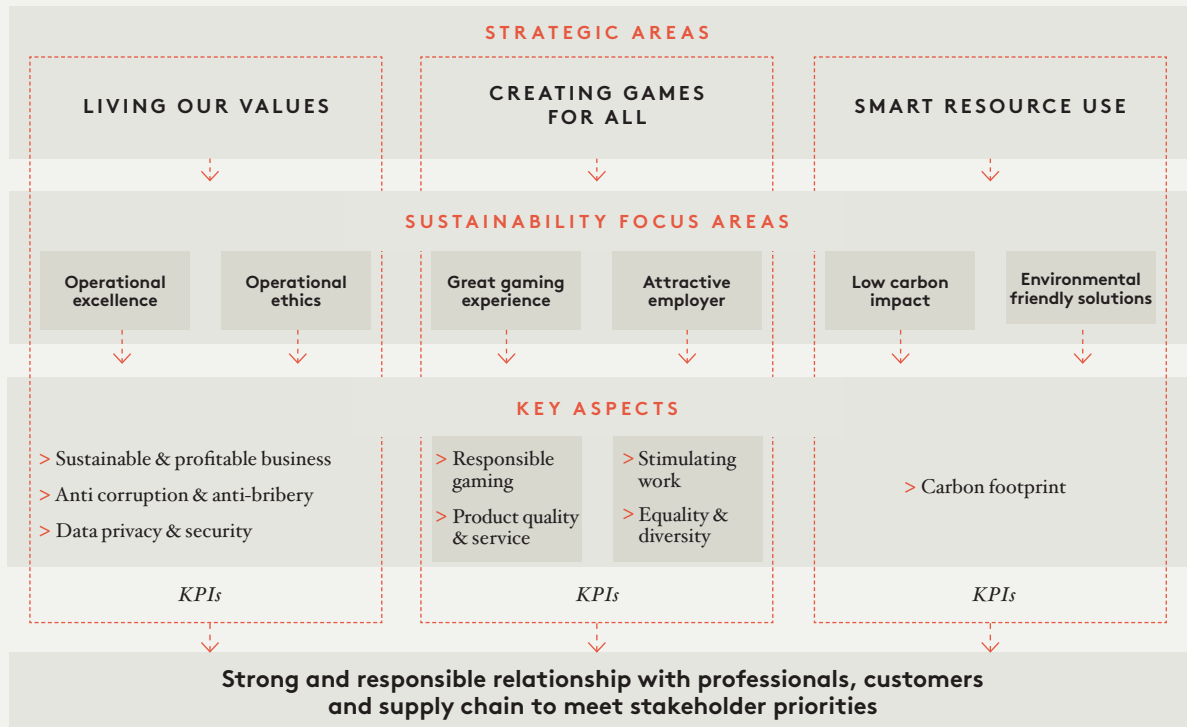 STRATEGIC AREAS
LIVING OUR VALUES
CREATING GAMES
FOR ALL
SMART RESOURCE USE
SUSTAINABILITY FOCUS AREAS
Operational
excellence
Operational
ethics
Great gaming
experience
Attractive
employer
Low carbon
impact
Environmental
friendly solutions
KEY ASPECTS
> Sustainable & profitable business
> Anti corruption & anti-bribery
> Data privacy & security
> Responsible
gaming
> Product quality
& service
> Stimulating
work
> Equality &
diversity
> Carbon footprint
KPIs
KPIs
KPIs
Strong and responsible relationship with professionals, customers
and supply chain to meet stakeholder priorities